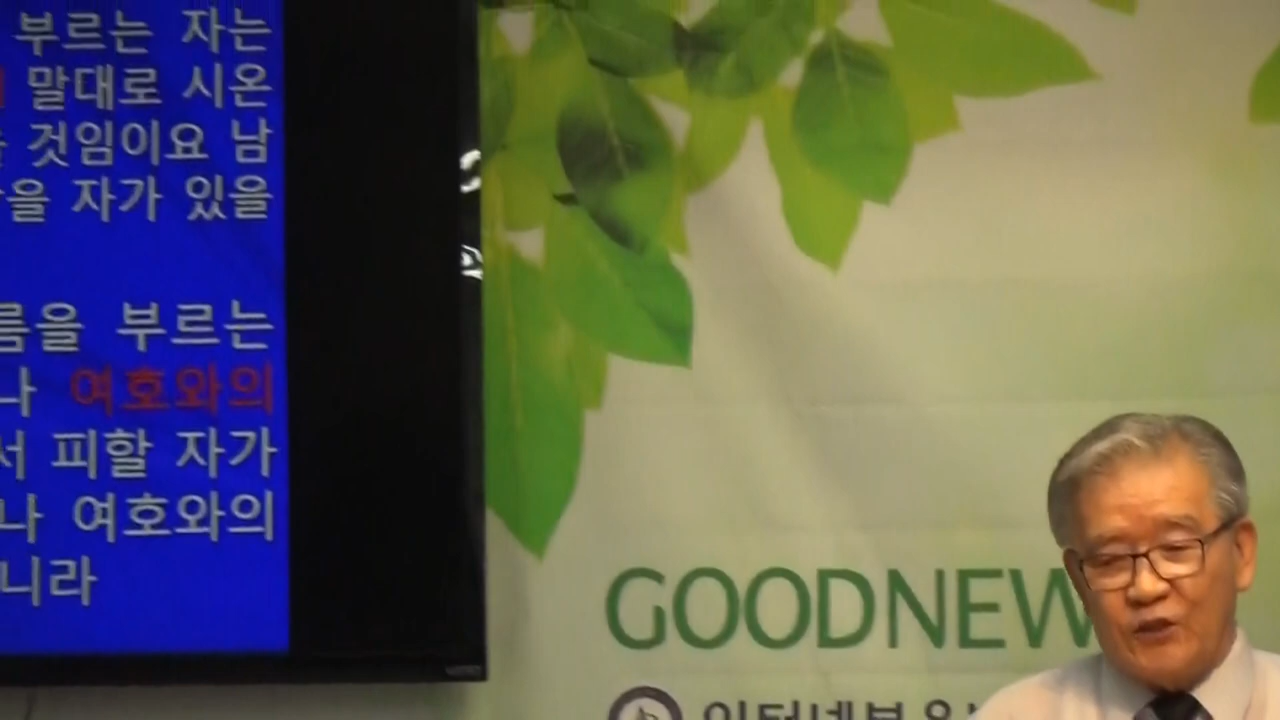 부르는 자는
말대로 시온
것임이요 남
을 자가 있을
름을 부르는
나 여호와의
서 피할 자가
나 여호와의
니라
GOODNEW